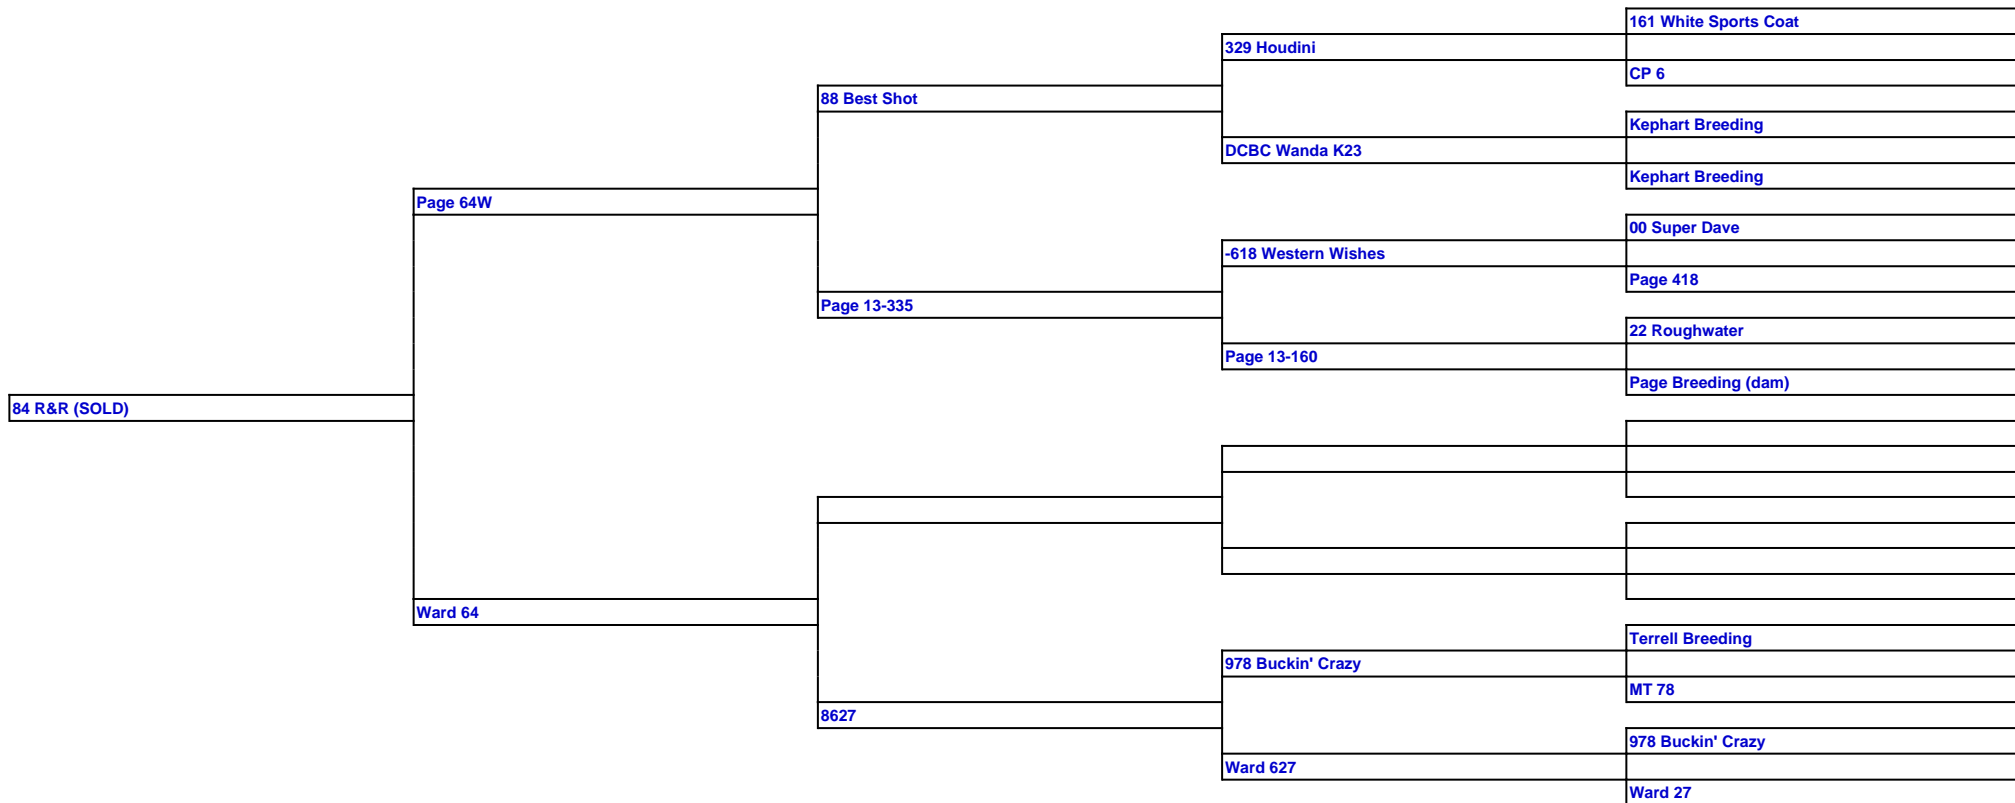 161 White Sports Coat
329 Houdini
CP 6
88 Best Shot
Kephart Breeding
DCBC Wanda K23
Kephart Breeding
Page 64W
00 Super Dave
-618 Western Wishes
Page 418
Page 13-335
22 Roughwater
Page 13-160
Page Breeding (dam)
84 R&R (SOLD)
Ward 64
Terrell Breeding
978 Buckin' Crazy
MT 78
8627
978 Buckin' Crazy
Ward 627
Ward 27